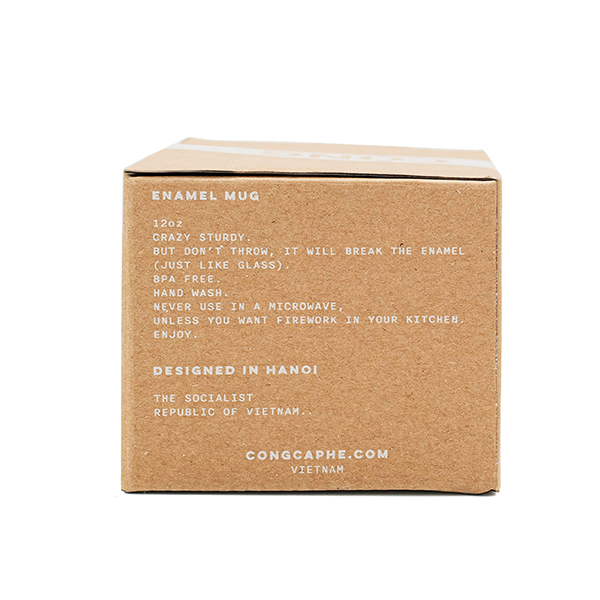 ENAMEL MUG
12oz
CRAZY STURDY.
BUT DON'T THROW, IT WILL BREAK THE ENAMEL
(JUST LIKE GLASS).
BPA FREE.
HAND WASH.
NEVER USE IN A MICROWAVE,
UNLESS YOU WANT FIREWORK IN YOUR KITCHEN.
ENJOY.
DESIGNED IN HANOI
THE SOCIALIST
REPUBLIC OF VIETNAM..
CONGCAPHE.COM
VIETNAM